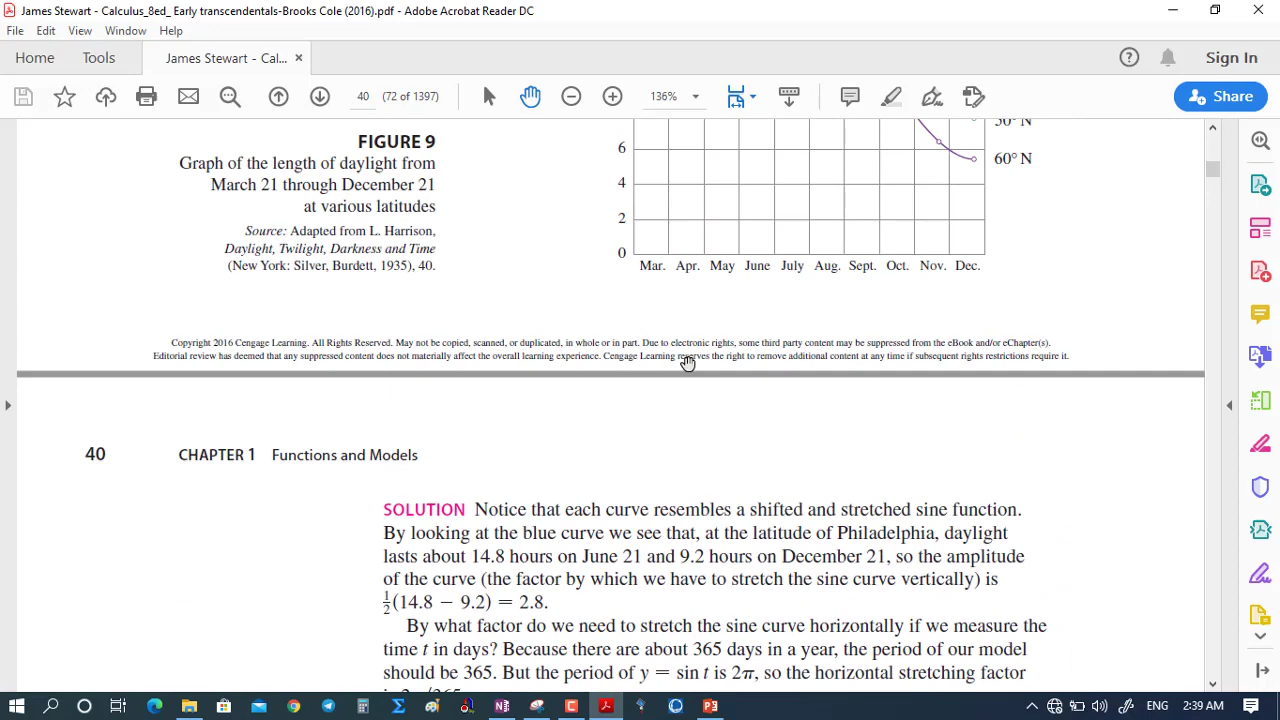 James Stewart - Calculus_8ed_ Early transcendentals-Brooks Cole (2016).pdf - Adobe Acrobat Reader DC
File Edit View Window Help
Home Tools James Stewart - Cal... ×
Sign In
40 (72 of 1397) 136%
Share
FIGURE 9
Graph of the length of daylight from
March 21 through December 21
at various latitudes
Source: Adapted from L. Harrison,
Daylight, Twilight, Darkness and Time
(New York: Silver, Burdett, 1935), 40.
50° N
6
60° N
4
2
0
Mar. Apr. May June July Aug. Sept. Oct. Nov. Dec.
Copyright 2016 Cengage Learning. All Rights Reserved. May not be copied, scanned, or duplicated, in whole or in part. Due to electronic rights, some third party content may be suppressed from the eBook and/or eChapter(s).
Editorial review has deemed that any suppressed content does not materially affect the overall learning experience. Cengage Learning reserves the right to remove additional content at any time if subsequent rights restrictions require it.
40 CHAPTER 1 Functions and Models
SOLUTION Notice that each curve resembles a shifted and stretched sine function.
By looking at the blue curve we see that, at the latitude of Philadelphia, daylight
lasts about 14.8 hours on June 21 and 9.2 hours on December 21, so the amplitude
of the curve (the factor by which we have to stretch the sine curve vertically) is
½(14.8 − 9.2) = 2.8.
By what factor do we need to stretch the sine curve horizontally if we measure the
time t in days? Because there are about 365 days in a year, the period of our model
should be 365. But the period of y = sin t is 2π, so the horizontal stretching factor
ENG 2:39 AM